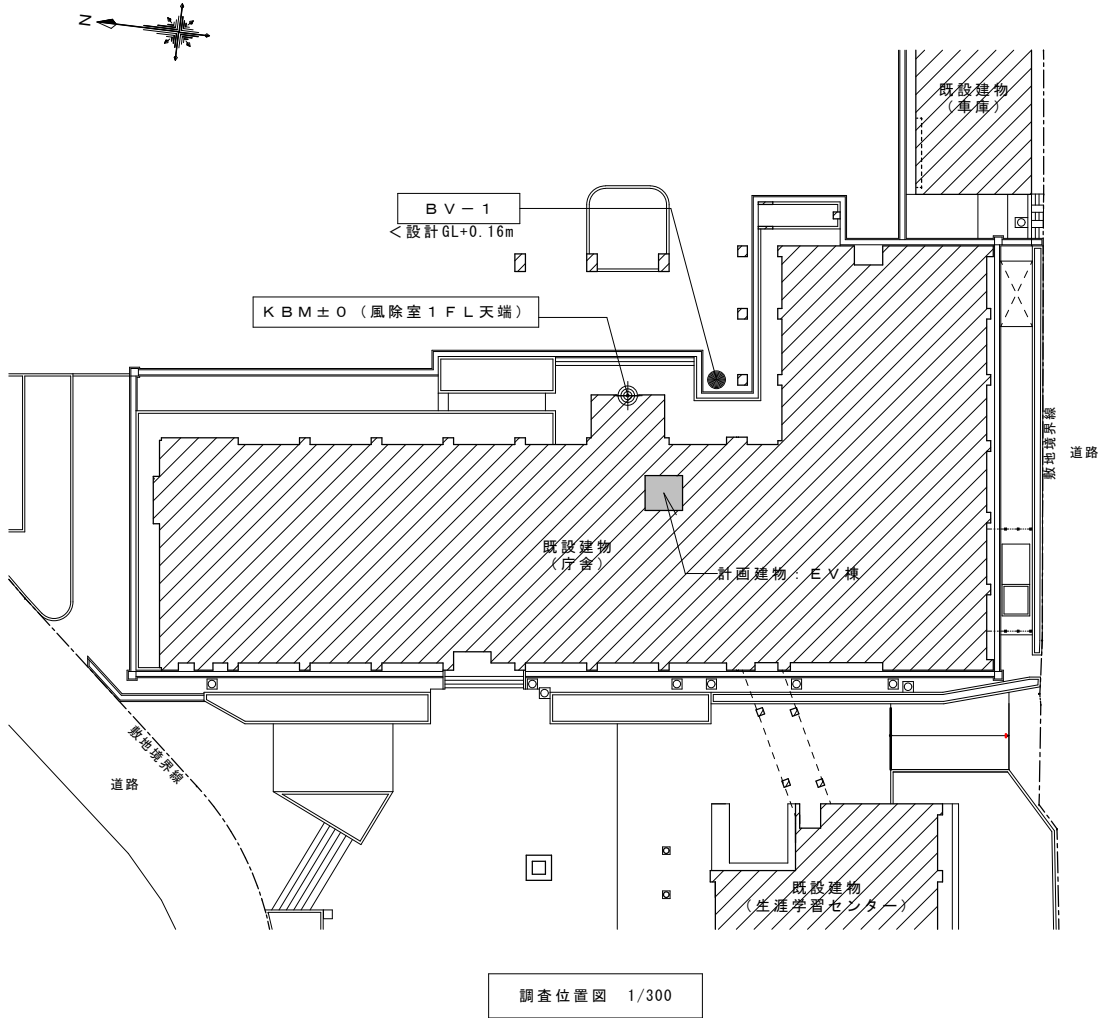 N
既設建物
（車庫）
ＢＶ－１
＜設計GL+0.16m
ＫＢＭ±０（風除室１ＦＬ天端）
敷地境界線
道路
既設建物
（庁舎）
計画建物：ＥＶ棟
敷地境界線
道路
既設建物
（生涯学習センター）
調査位置図　1/300